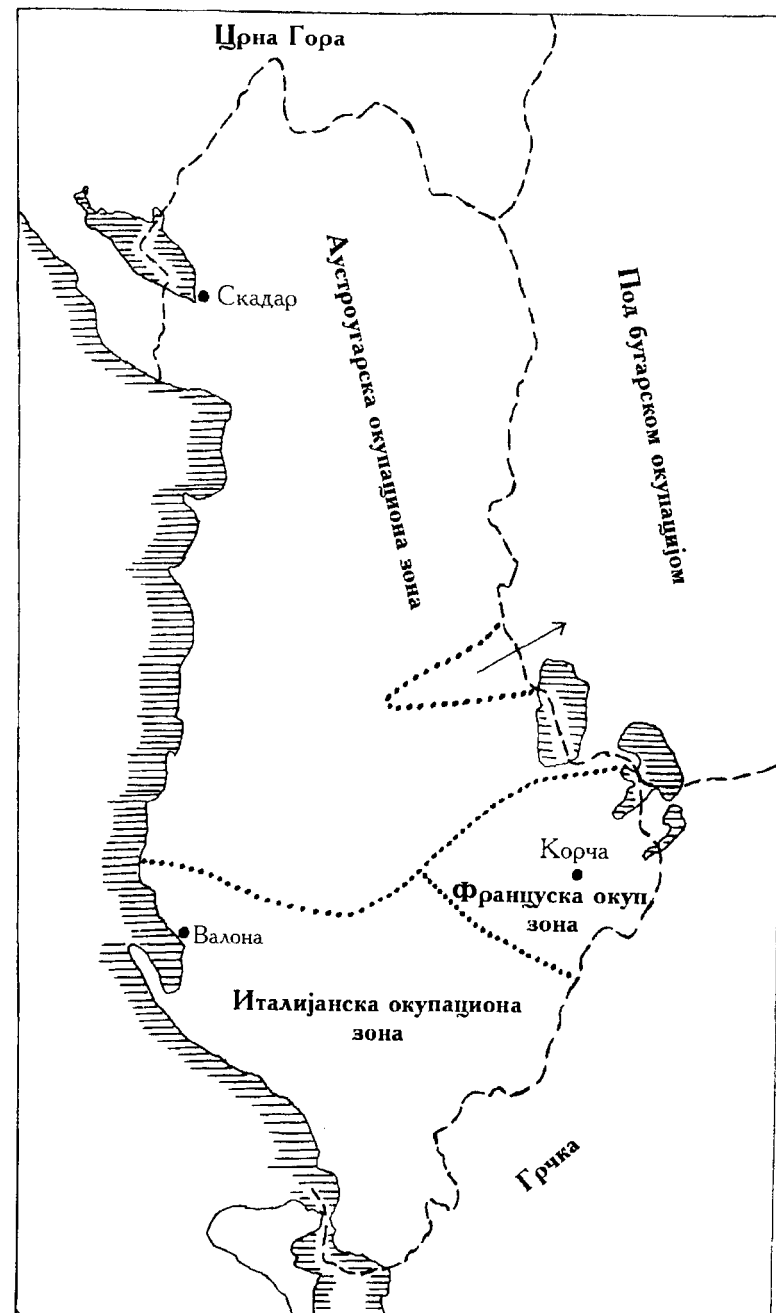 Црна Гора
Скадар
Аустроугарска окупациона зона
Под бугарском окупацијом
Корча
Француска окуп.
зона
Валона
Италијанска окупациона
зона
Грчка